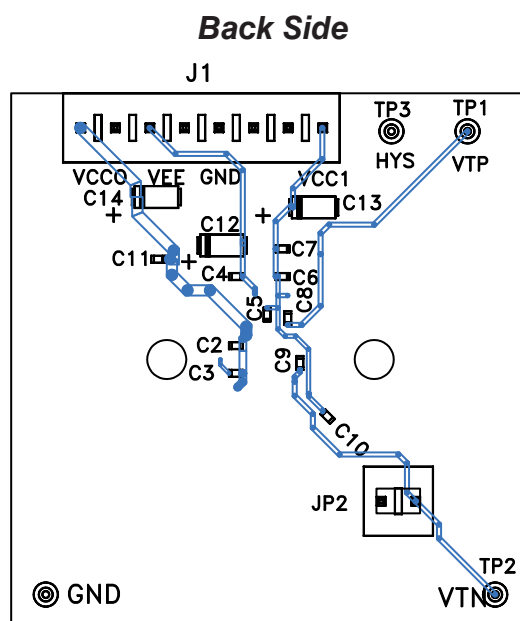 Back Side
J1
TP3 TP1
HYS VTP
VCCO VEE GND VCC1
C14 C13
+ +
C12
C11 + C7
C4 C6
C5 C8
C2
C3 C9
C10
JP2
TP2
GND VTN